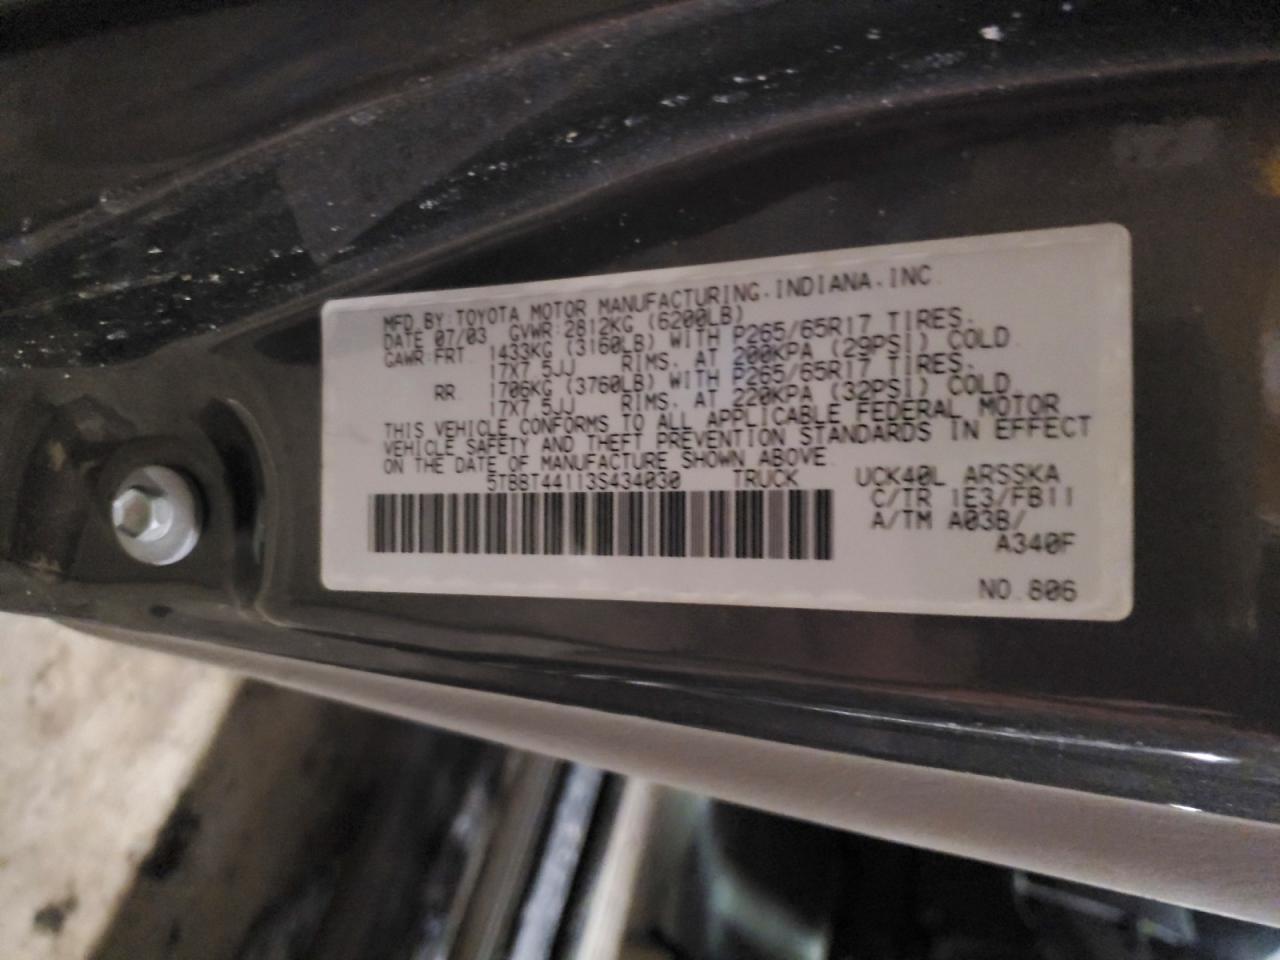 MFD.BY:TOYOTA MOTOR MANUFACTURING.INDIANA.INC.
DATE 07/03 GVWR:2812KG (6200LB)
GAWR:FRT. 1433KG (3160LB) WITH P265/65R17 TIRES.
17X7.5JJ RIMS. AT 200KPA (29PSI) COLD.
RR. 1706KG (3760LB) WITH P265/65R17 TIRES.
17X7.5JJ RIMS. AT 220KPA (32PSI) COLD.
THIS VEHICLE CONFORMS TO ALL APPLICABLE FEDERAL MOTOR
VEHICLE SAFETY AND THEFT PREVENTION STANDARDS IN EFFECT
ON THE DATE OF MANUFACTURE SHOWN ABOVE.
5TBBT44113S434030 TRUCK UCK40L ARSSKA
C/TR 1E3/FB11
A/TM A03B/
A340F
NO.806